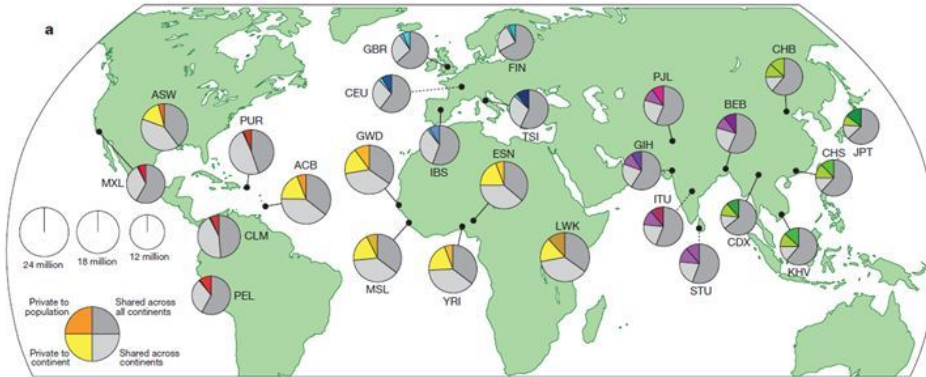 a
GBR
FIN
CHB
ASW
CEU
PJL
PUR
BEB
GWD
ESN
TSI
JPT
ACB
IBS
GIH
CHS
MXL
ITU
LWK
CLM
CDX
24 million
18 million
12 million
MSL
YRI
STU
KHV
PEL
Private to
population
Shared across
all continents
Private to
continent
Shared across
continents